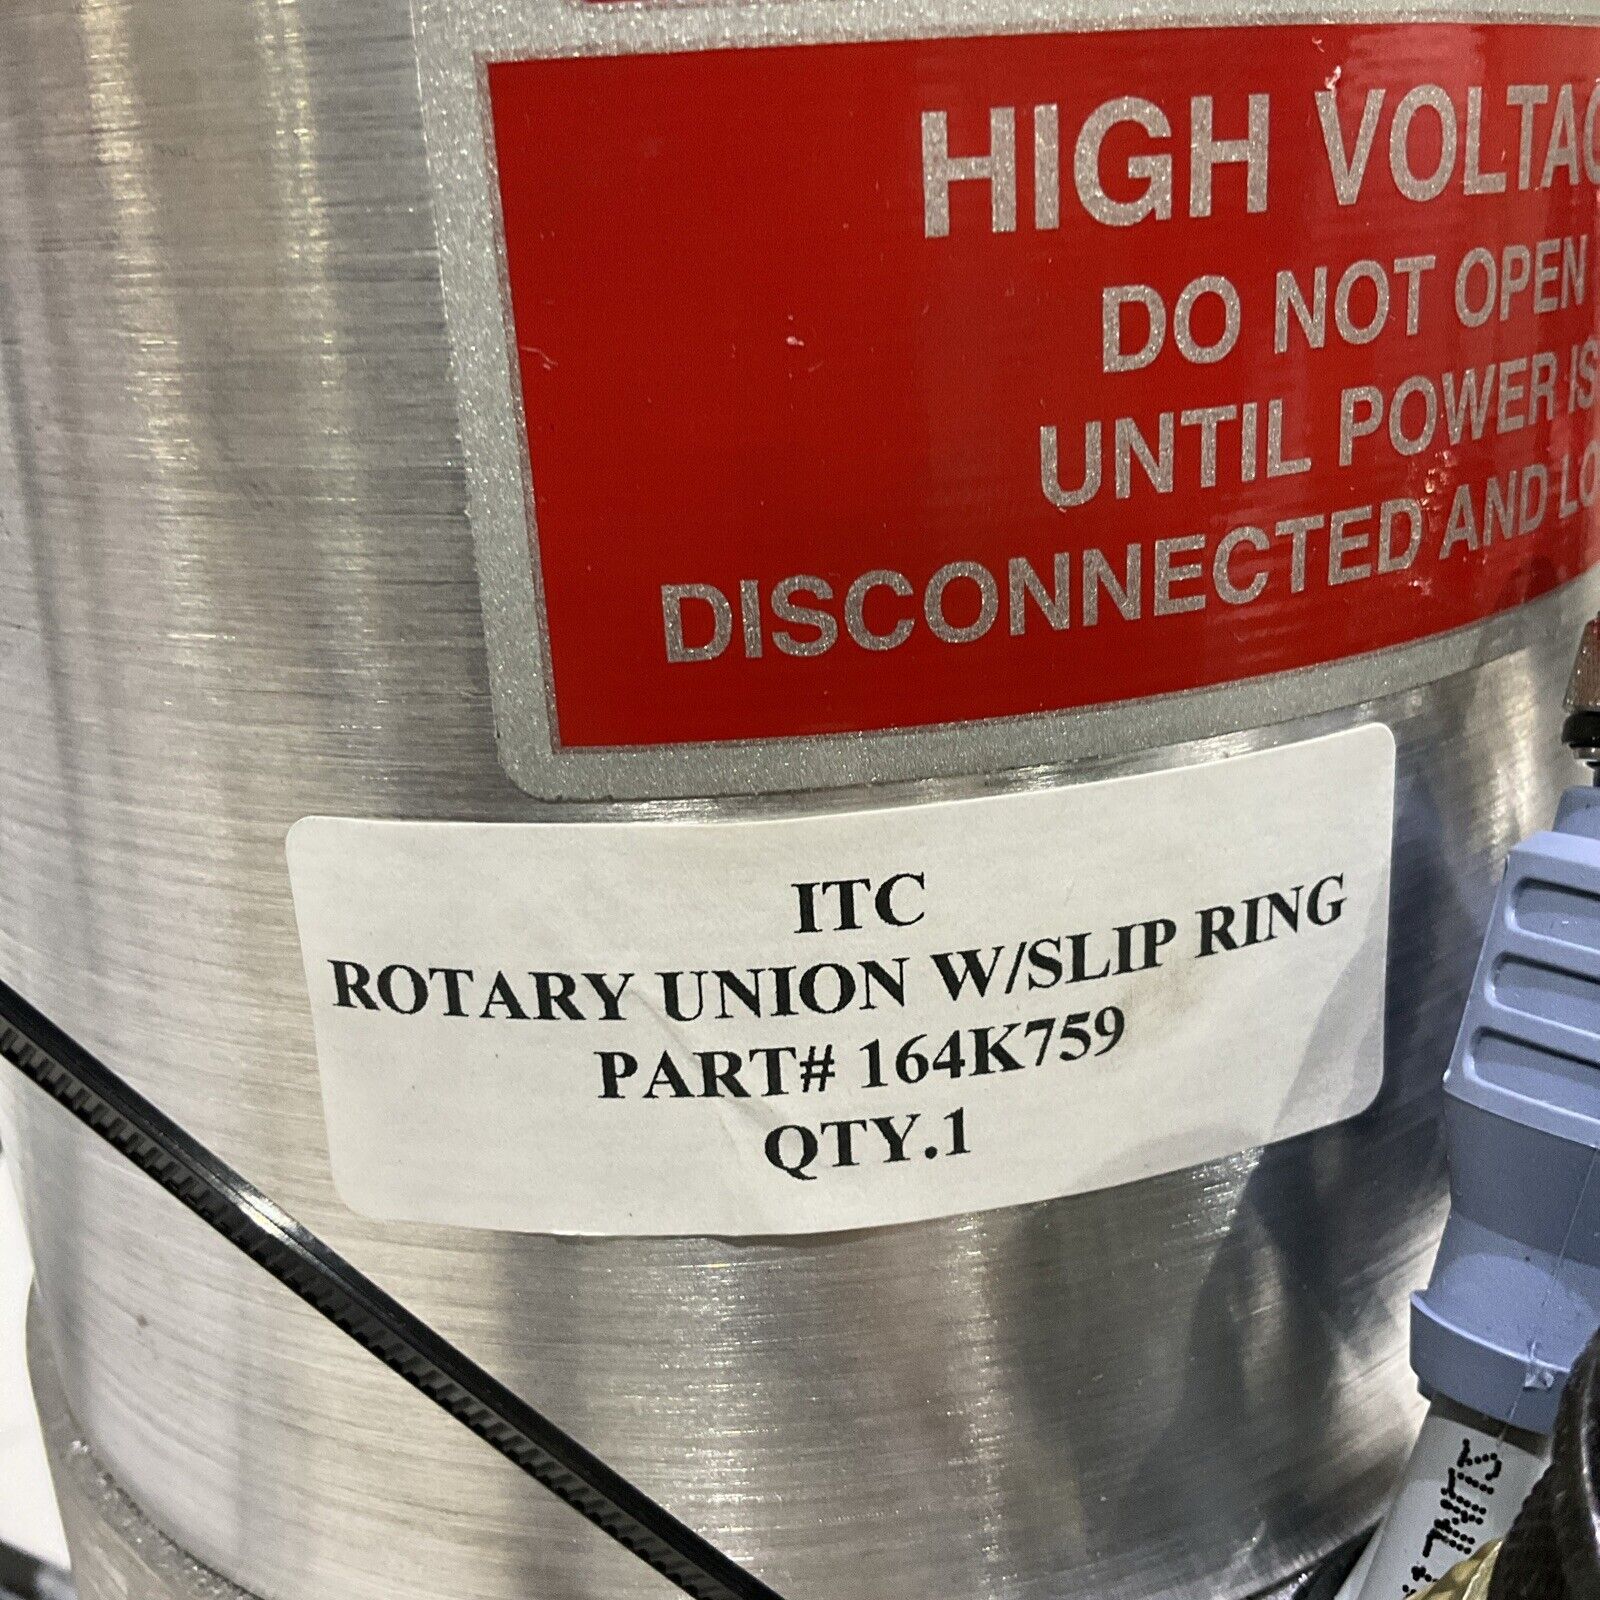 HIGH VOLTAG
DO NOT OPEN
UNTIL POWER IS
DISCONNECTED AND LO
ITC
ROTARY UNION W/SLIP RING
PART# 164K759
QTY.1